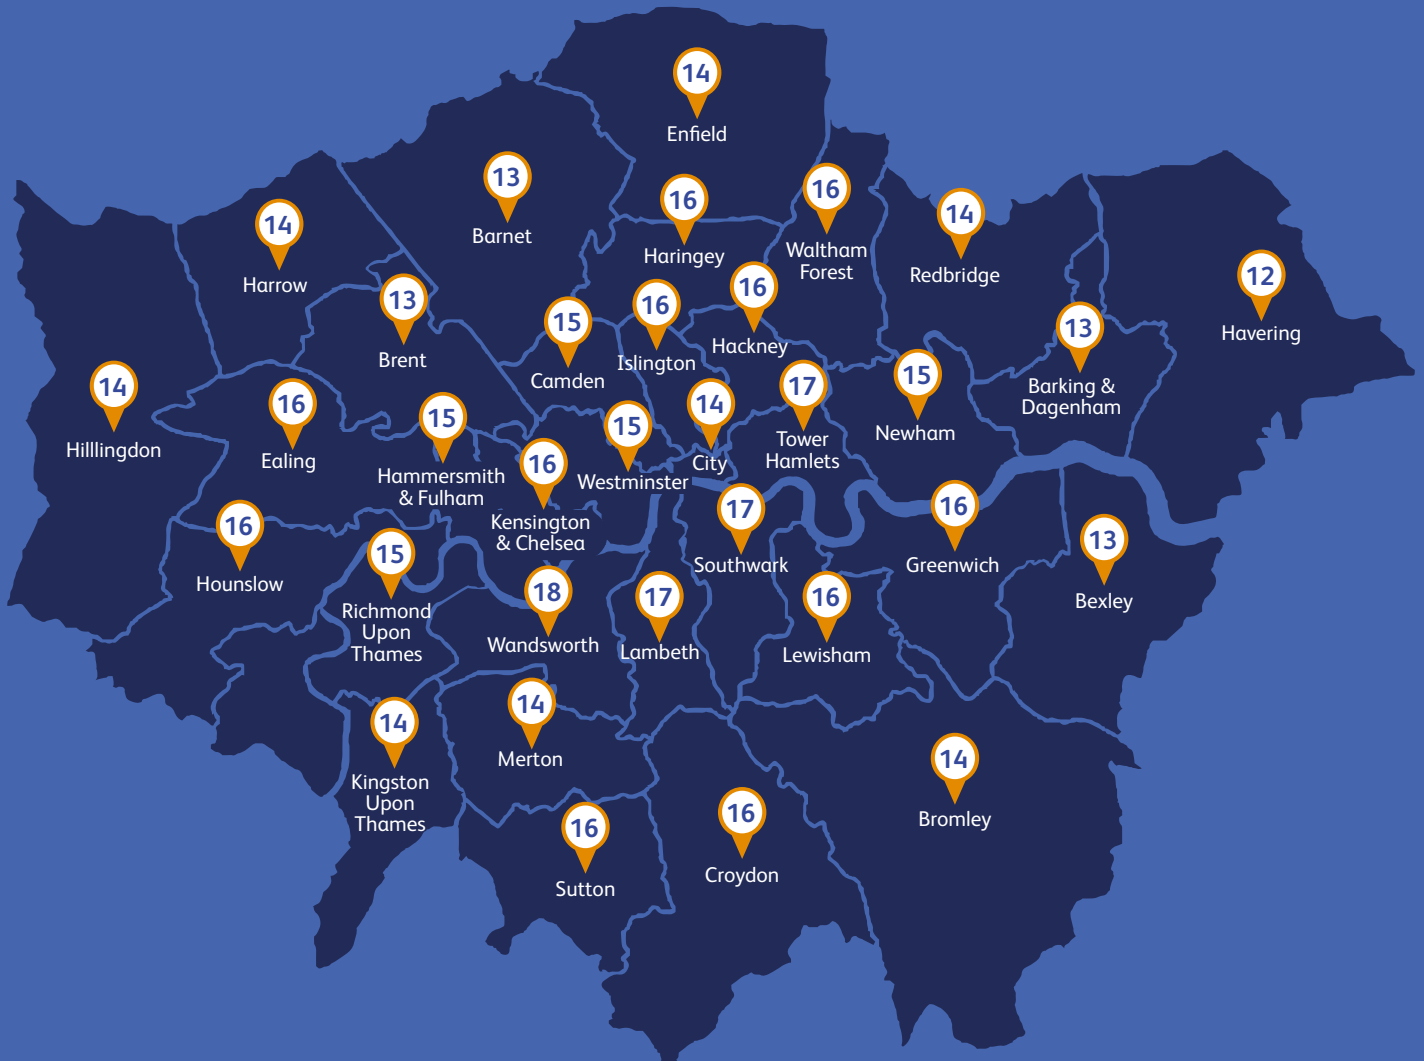 14
Enfield
13
Barnet
16
Haringey
16
Waltham
Forest
14
Redbridge
14
Harrow
12
Havering
13
Brent
15
Camden
16
Islington
16
Hackney
13
Barking &
Dagenham
14
Hilllingdon
16
Ealing
15
Hammersmith
& Fulham
16
Kensington
& Chelsea
15
Westminster
14
City
17
Tower
Hamlets
15
Newham
16
Hounslow
15
Richmond
Upon
Thames
18
Wandsworth
17
Lambeth
17
Southwark
16
Lewisham
16
Greenwich
13
Bexley
14
Kingston
Upon
Thames
14
Merton
16
Sutton
16
Croydon
14
Bromley